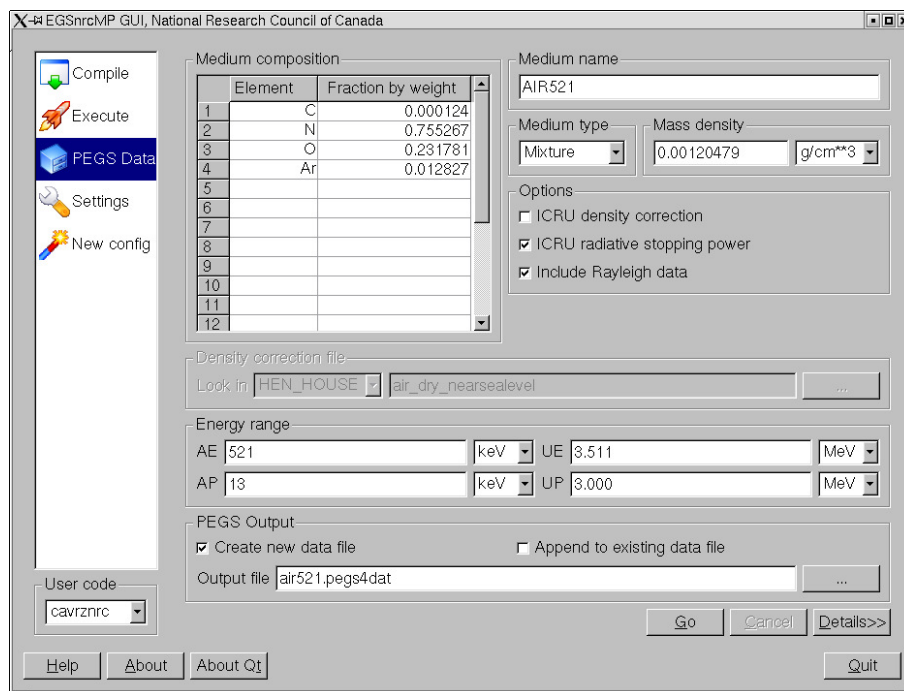 EGSnrcMP GUI, National Research Council of Canada
Compile
Execute
PEGS Data
Settings
New config
User code
cavrznrc
Medium composition
Element Fraction by weight
1 C 0.000124
2 N 0.755267
3 O 0.231781
4 Ar 0.012827
5
6
7
8
9
10
11
12
Medium name
AIR521
Medium type
Mixture
Mass density
0.00120479 g/cm**3
Options
ICRU density correction
ICRU radiative stopping power
Include Rayleigh data
Density correction file
Look in HEN_HOUSE air_dry_nearsealevel ...
Energy range
AE 521 keV UE 3.511 MeV
AP 13 keV UP 3.000 MeV
PEGS Output
Create new data file Append to existing data file
Output file air521.pegs4dat ...
Go Cancel Details>>
Help About About Qt Quit